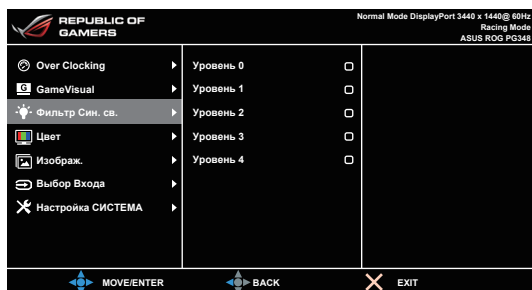 REPUBLIC OF
GAMERS
Normal Mode DisplayPort 3440 x 1440@ 60Hz
Racing Mode
ASUS ROG PG348
Over Clocking
Уровень 0
G GameVisual
Уровень 1
Фильтр Син. св.
Уровень 2
Цвет
Уровень 3
Изображ.
Уровень 4
Выбор Входа
Настройка СИСТЕМА
MOVE/ENTER
BACK
EXIT